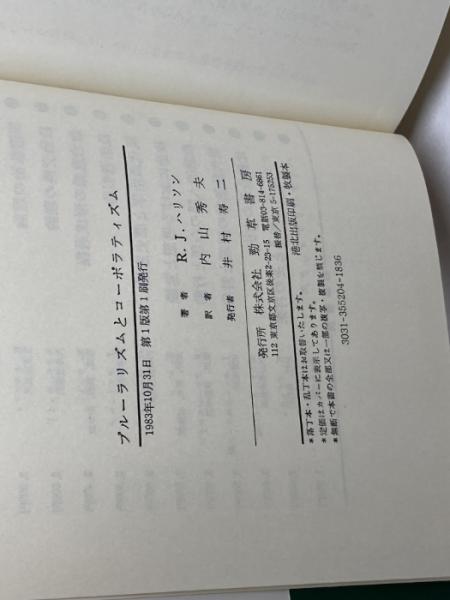 プルーラリズムとコーポラティズム
1983年10月31日 第1版第1刷発行
著者 R.J.ハリソン
訳者 内山秀夫
発行者 井村寿二
発行所 株式会社 勁草書房
112 東京都文京区後楽2-23-15 電話03-814-6861
振替/東京 5-175253
港北出版印刷・牧製本
*落丁本・乱丁本はお取替いたします。
*定価はカバーに表示してあります。
*無断で本書の全部又は一部の複写・複製を禁じます。
3031-355204-1836